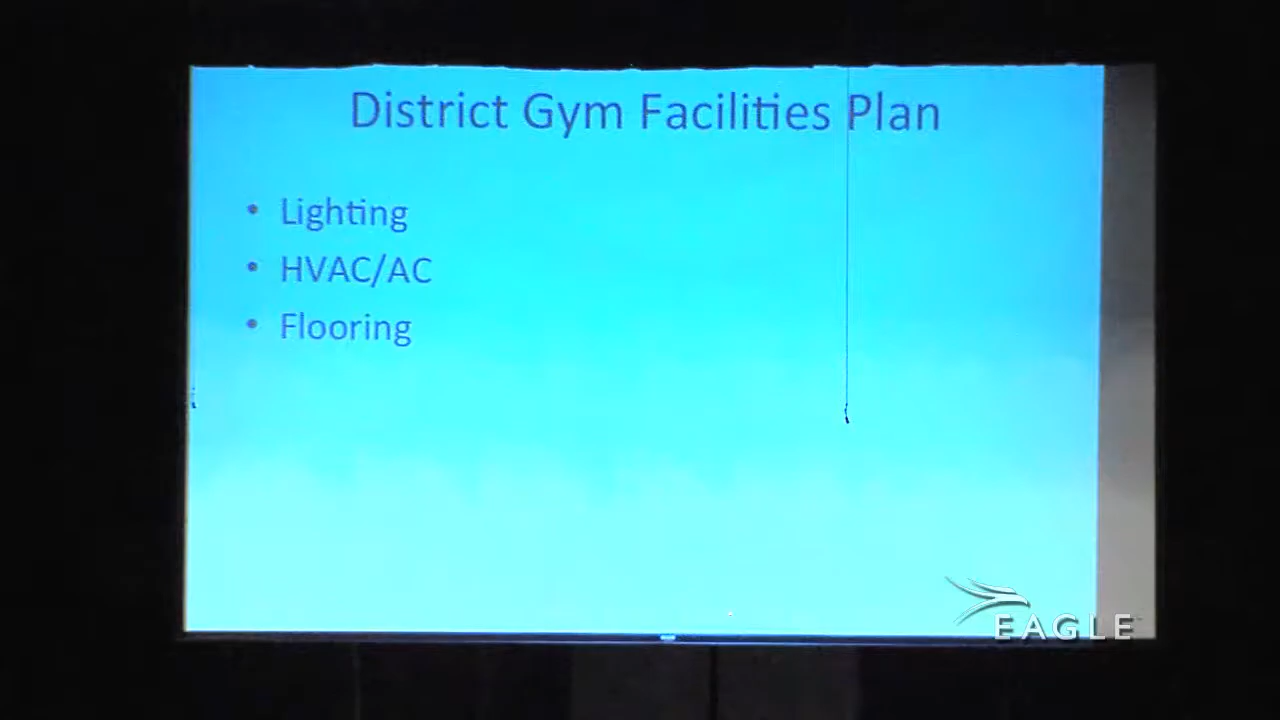 District Gym Facilities Plan
• Lighting
• HVAC/AC
• Flooring
EAGLE